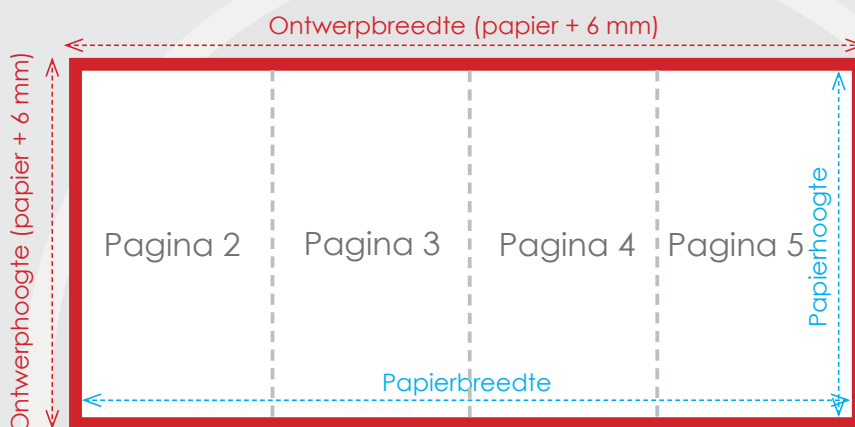 Ontwerpbreedte (papier + 6 mm)
Ontwerphoogte (papier + 6 mm)
Pagina 2
Pagina 3
Pagina 4
Pagina 5
Papierhoogte
Papierbreedte